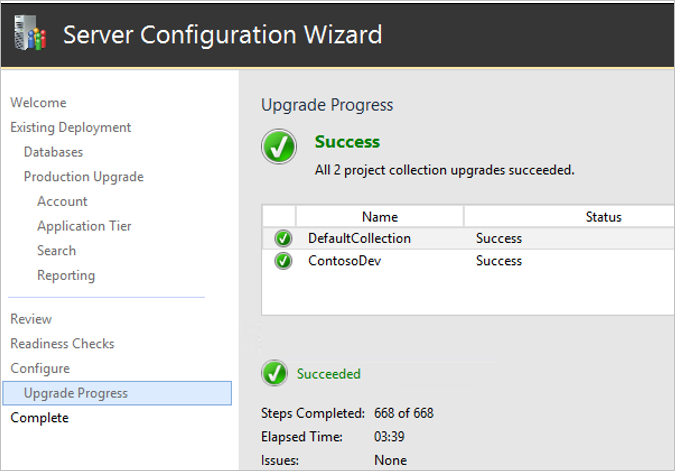 Server Configuration Wizard
Welcome
Existing Deployment
Databases
Production Upgrade
Account
Application Tier
Search
Reporting
Review
Readiness Checks
Configure
Upgrade Progress
Complete
Upgrade Progress
Success
All 2 project collection upgrades succeeded.
Name Status
DefaultCollection Success
ContosoDev Success
Succeeded
Steps Completed: 668 of 668
Elapsed Time: 03:39
Issues: None